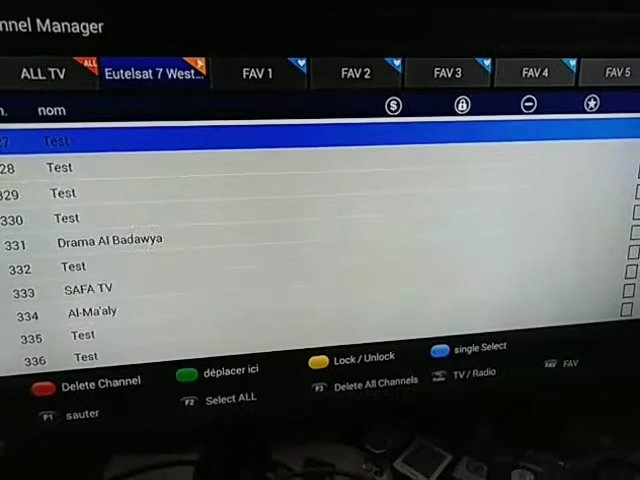 nnel Manager
ALL TV ALL Eutelsat 7 West... FAV 1 FAV 2 FAV 3 FAV 4 FAV 5
n. nom $
27 Test
28 Test
329 Test
330 Test
331 Drama Al Badawya
332 Test
333 SAFA TV
334 Al-Ma'aly
335 Test
336 Test
Delete Channel déplacer ici Lock / Unlock single Select
F1 sauter F2 Select ALL F3 Delete All Channels TV / Radio FAV FAV